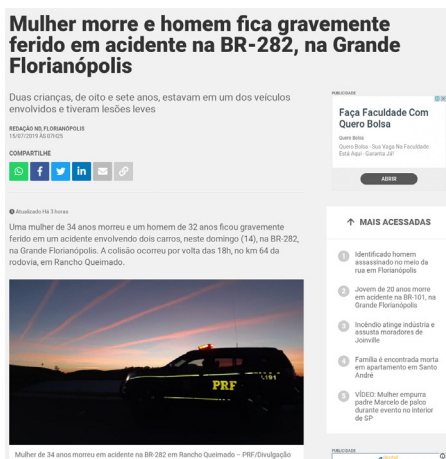 Mulher morre e homem fica gravemente
ferido em acidente na BR-282, na Grande
Florianópolis
Duas crianças, de oito e sete anos, estavam em um dos veículos
envolvidos e tiveram lesões leves
REDAÇÃO ND, FLORIANÓPOLIS
15/07/2019 ÀS 07H25
COMPARTILHE
Atualizado Há 3 horas
Uma mulher de 34 anos morreu e um homem de 32 anos ficou gravemente
ferido em um acidente envolvendo dois carros, neste domingo (14), na BR-282,
na Grande Florianópolis. A colisão ocorreu por volta das 18h, no km 64 da
rodovia, em Rancho Queimado.
PRF
191
Mulher de 34 anos morreu em acidente na BR-282 em Rancho Queimado – PRF/Divulgação
PUBLICIDADE
Faça Faculdade Com
Quero Bolsa
Quero Bolsa
Quero Bolsa - Sua Vaga Na Faculdade
Está Aqui - Garanta Já!
ABRIR
MAIS ACESSADAS
1 Identificado homem
assassinado no meio da
rua em Florianópolis
2 Jovem de 20 anos morre
em acidente na BR-101, na
Grande Florianópolis
3 Incêndio atinge indústria e
assusta moradores de
Joinville
4 Família é encontrada morta
em apartamento em Santo
André
5 VÍDEO: Mulher empurra
padre Marcelo de palco
durante evento no interior
de SP
PUBLICIDADE